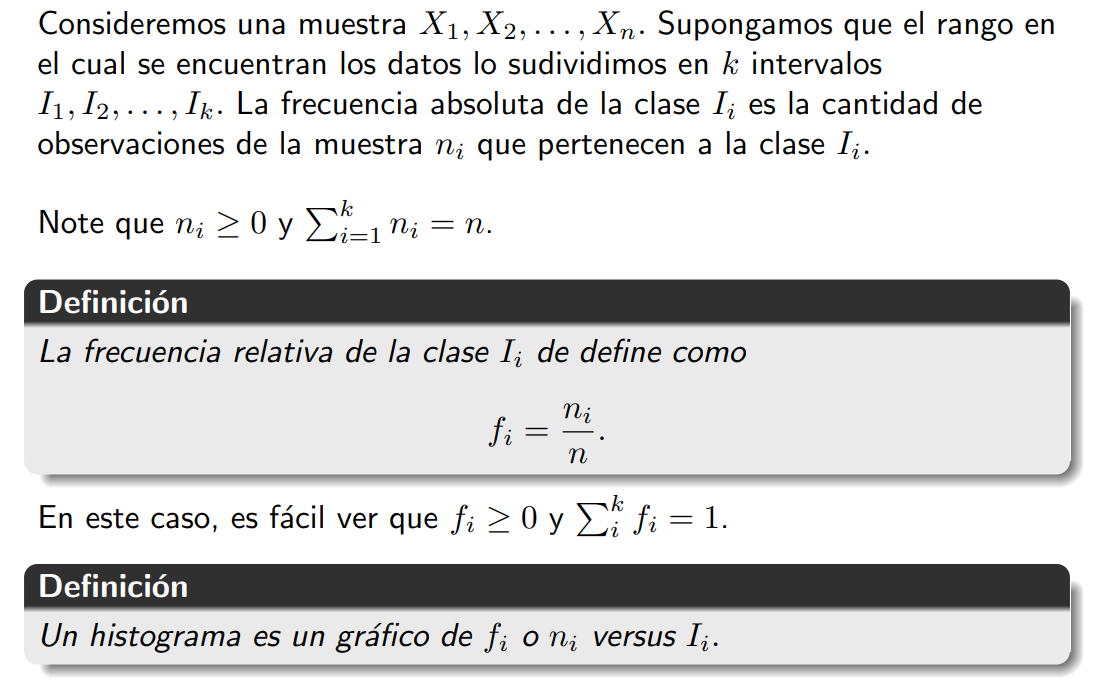 Consideremos una muestra $X_1, X_2, \ldots, X_n$. Supongamos que el rango en
el cual se encuentran los datos lo sudividimos en $k$ intervalos
$I_1, I_2, \ldots, I_k$. La frecuencia absoluta de la clase $I_i$ es la cantidad de
observaciones de la muestra $n_i$ que pertenecen a la clase $I_i$.
Note que $n_i \geq 0$ y $\sum_{i=1}^{k} n_i = n$.
Definición
La frecuencia relativa de la clase $I_i$ de define como
$f_i = \frac{n_i}{n}.$
En este caso, es fácil ver que $f_i \geq 0$ y $\sum_{i}^{k} f_i = 1$.
Definición
Un histograma es un gráfico de $f_i$ o $n_i$ versus $I_i$.